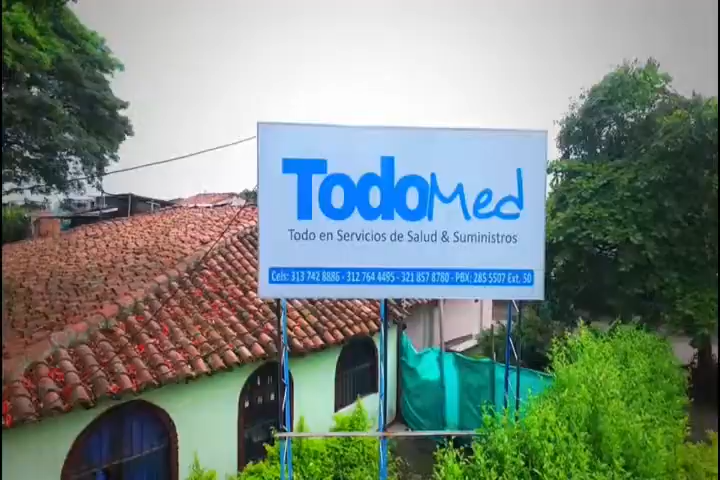 TodoMed
Todo en Servicios de Salud & Suministros
Cels: 313 742 8886 - 312 764 4495 - 321 857 8780 - PBX: 285 5507 Ext. 50